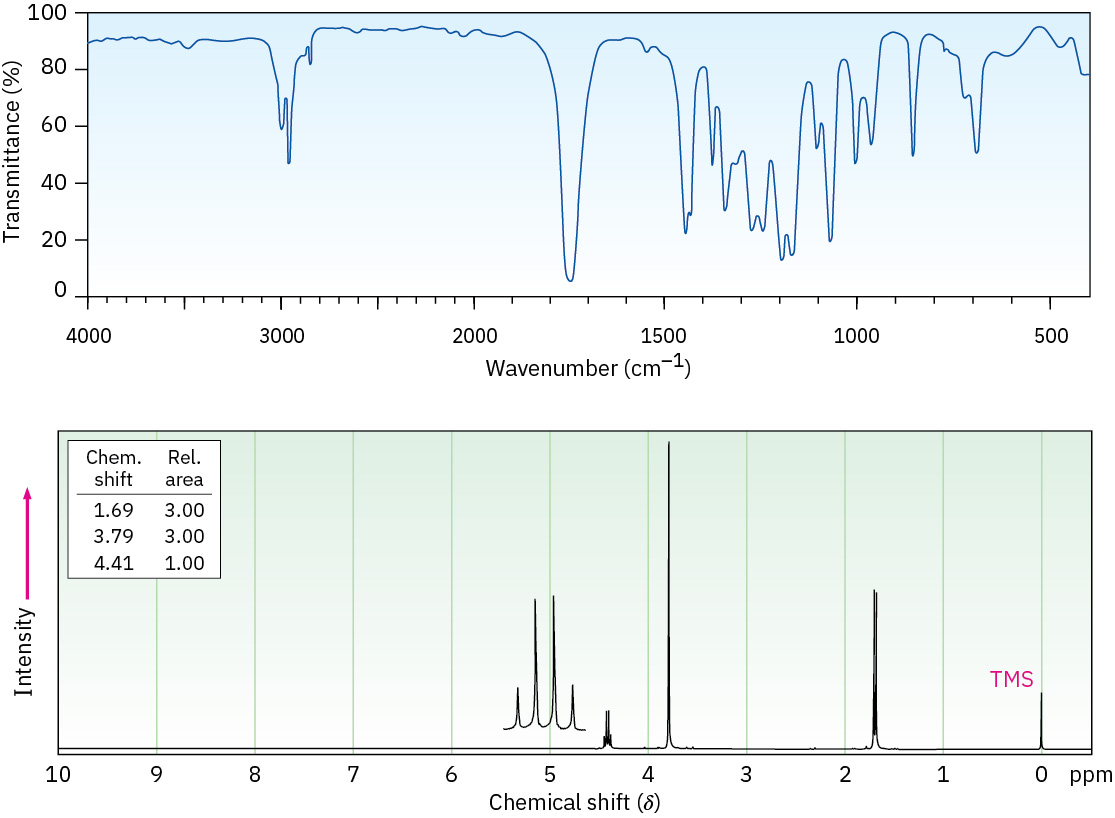 100
80
60
40
20
0
Transmittance (%)
4000 3000 2000 1500 1000 500
Wavenumber (cm⁻¹)
Chem. shift Rel. area
1.69 3.00
3.79 3.00
4.41 1.00
Intensity
TMS
10 9 8 7 6 5 4 3 2 1 0 ppm
Chemical shift (δ)